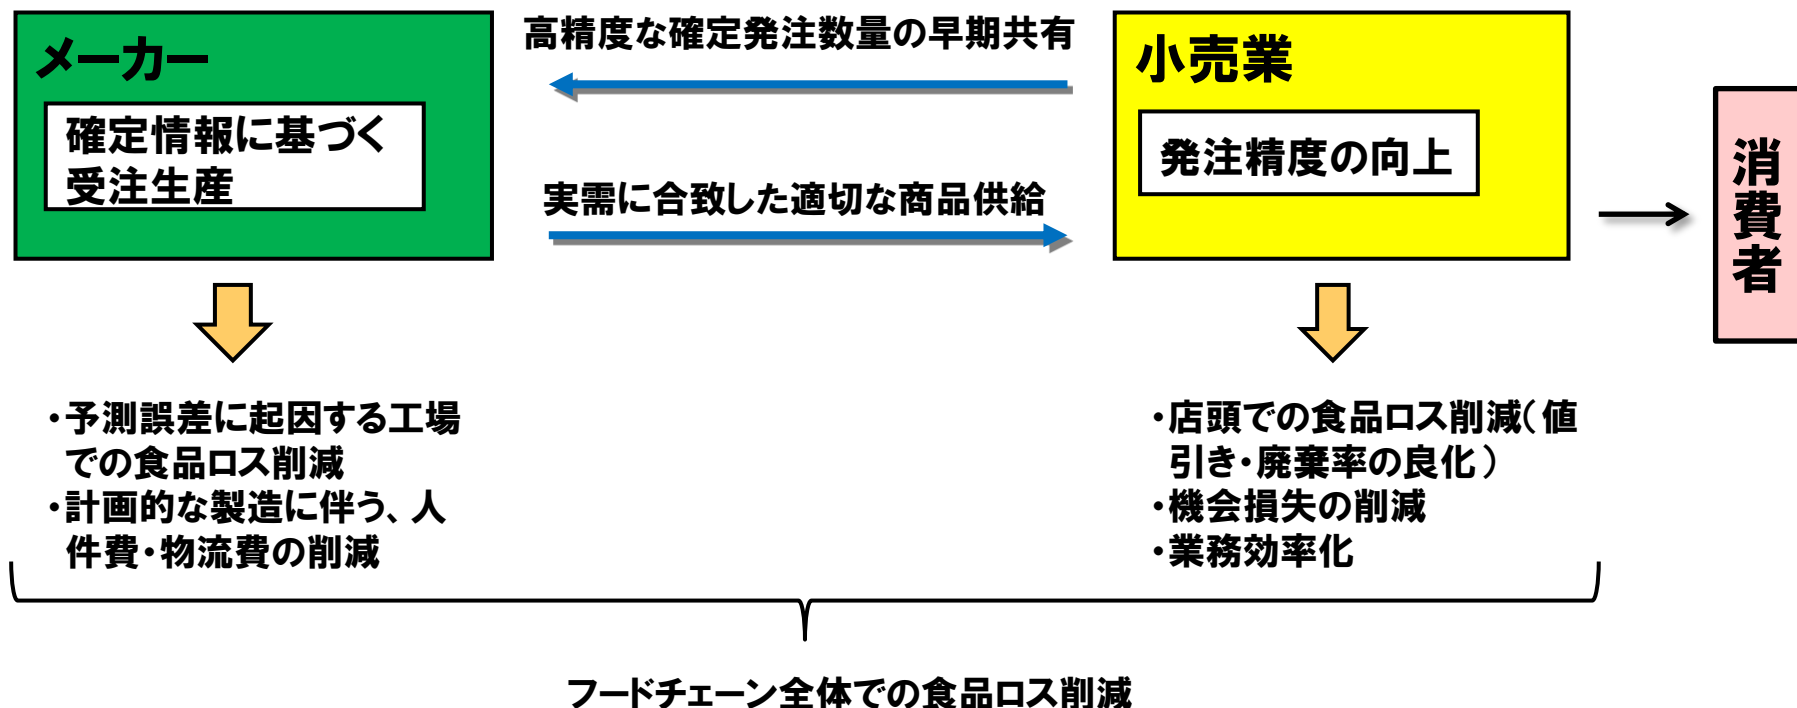 メーカー
確定情報に基づく
受注生産
高精度な確定発注数量の早期共有
実需に合致した適切な商品供給
小売業
発注精度の向上
消費者
・予測誤差に起因する工場
での食品ロス削減
・計画的な製造に伴う、人
件費・物流費の削減
・店頭での食品ロス削減(値
引き・廃棄率の良化)
・機会損失の削減
・業務効率化
フードチェーン全体での食品ロス削減